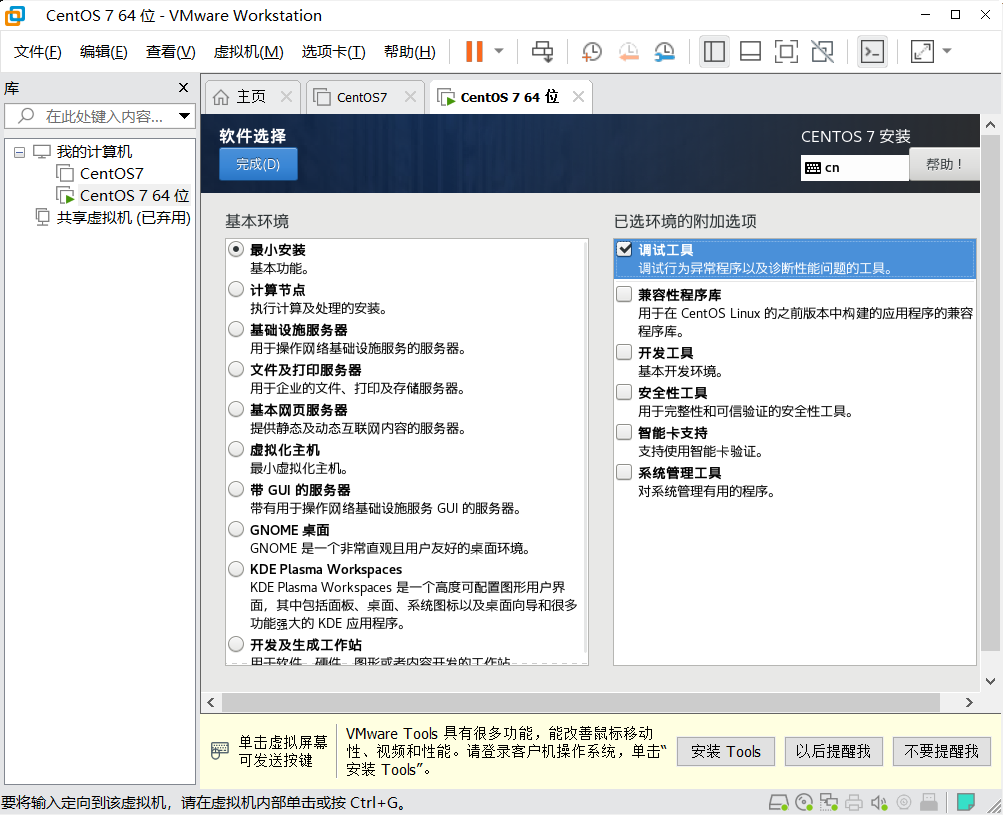 CentOS 7 64 位 - VMware Workstation
文件(F) 编辑(E) 查看(V) 虚拟机(M) 选项卡(T) 帮助(H)
库
在此处键入内容...
我的计算机
CentOS7
CentOS 7 64 位
共享虚拟机 (已弃用)
主页 CentOS7 CentOS 7 64 位
软件选择
完成(D)
CENTOS 7 安装
cn
帮助！
基本环境
最小安装
基本功能。
计算节点
执行计算及处理的安装。
基础设施服务器
用于操作网络基础设施服务的服务器。
文件及打印服务器
用于企业的文件、打印及存储服务器。
基本网页服务器
提供静态及动态互联网内容的服务器。
虚拟化主机
最小虚拟化主机。
带 GUI 的服务器
带有用于操作网络基础设施服务 GUI 的服务器。
GNOME 桌面
GNOME 是一个非常直观且用户友好的桌面环境。
KDE Plasma Workspaces
KDE Plasma Workspaces 是一个高度可配置图形用户界
面，其中包括面板、桌面、系统图标以及桌面向导和很多
功能强大的 KDE 应用程序。
开发及生成工作站
用于软件、硬件、图形或者内容开发的工作站
已选环境的附加选项
调试工具
调试行为异常程序以及诊断性能问题的工具。
兼容性程序库
用于在 CentOS Linux 的之前版本中构建的应用程序的兼容
程序库。
开发工具
基本开发环境。
安全性工具
用于完整性和可信验证的安全性工具。
智能卡支持
支持使用智能卡验证。
系统管理工具
对系统管理有用的程序。
单击虚拟屏幕
可发送按键
VMware Tools 具有很多功能，能改善鼠标移动
性、视频和性能。请登录客户机操作系统，单击“
安装 Tools”。
安装 Tools
以后提醒我
不要提醒我
要将输入定向到该虚拟机，请在虚拟机内部单击或按 Ctrl+G。